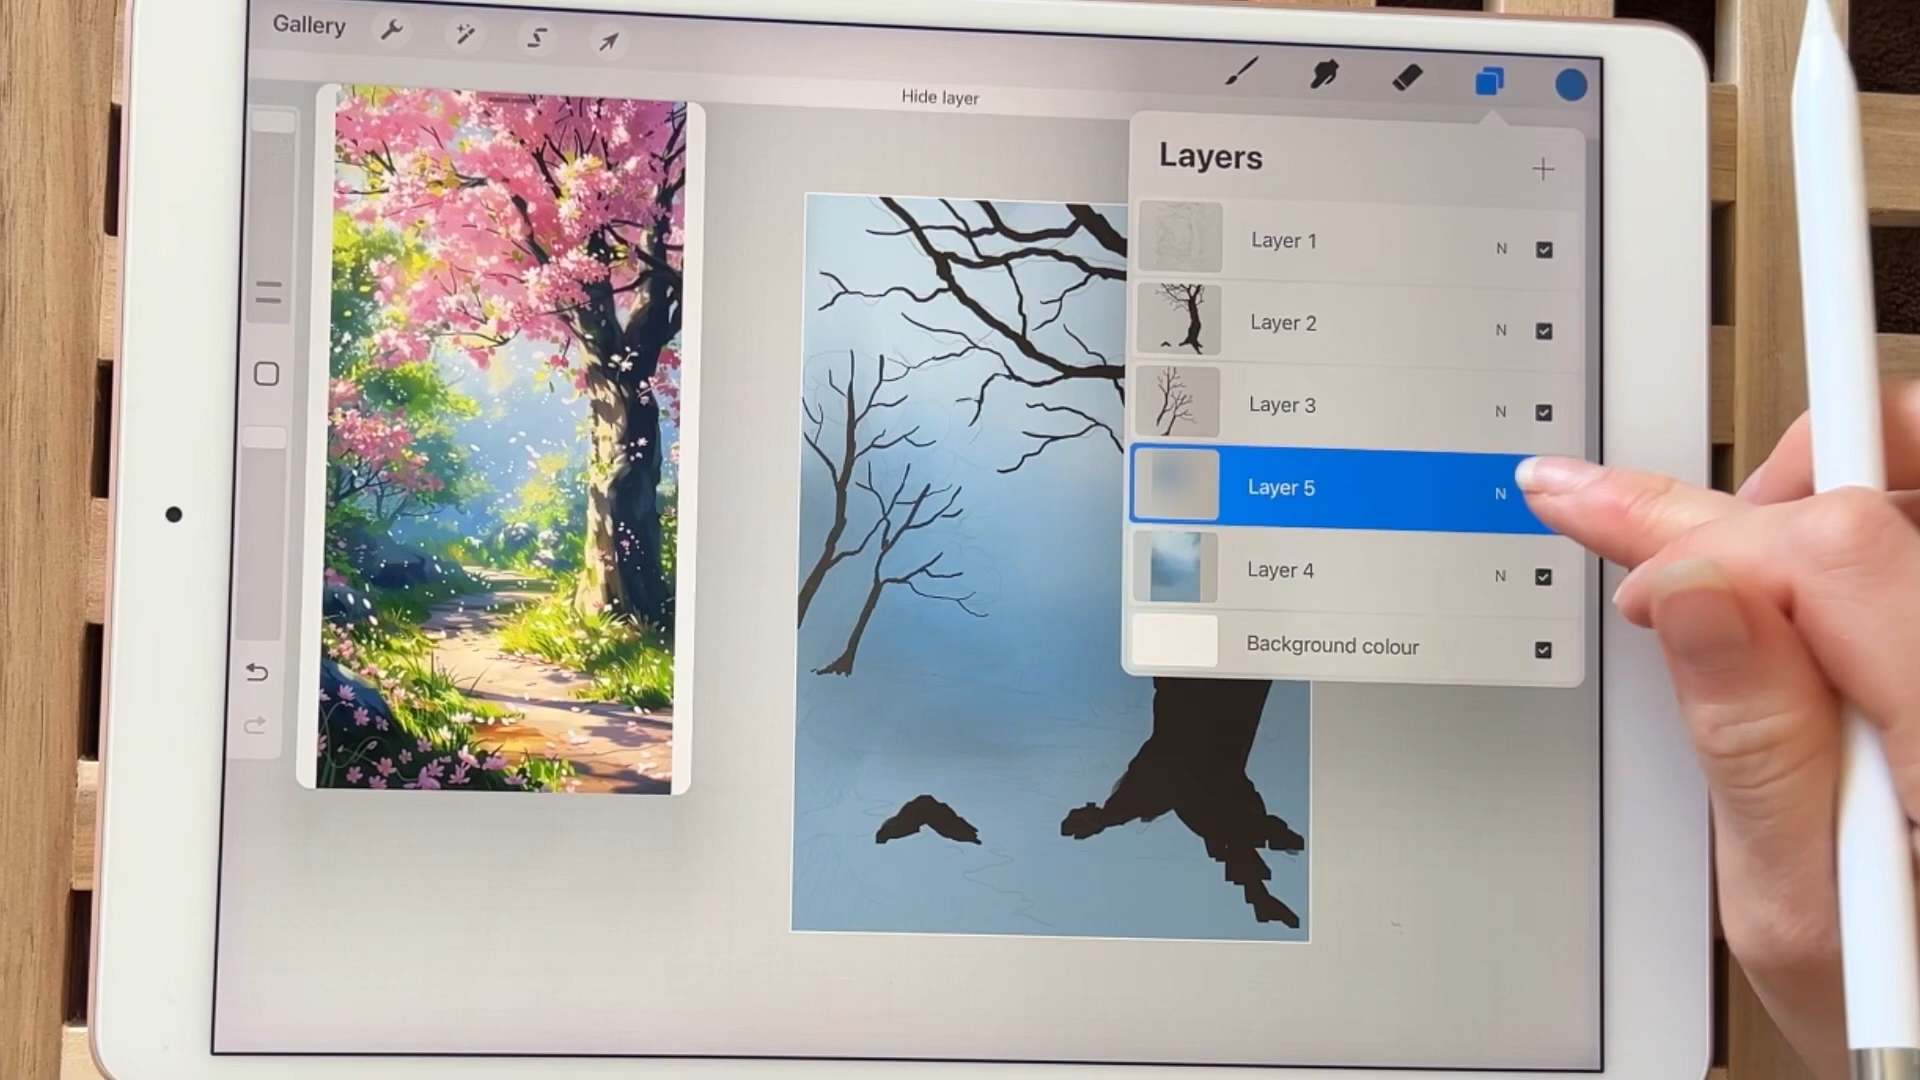 Gallery
Hide layer
Layers
Layer 1 N
Layer 2 N
Layer 3 N
Layer 5 N
Layer 4 N
Background colour